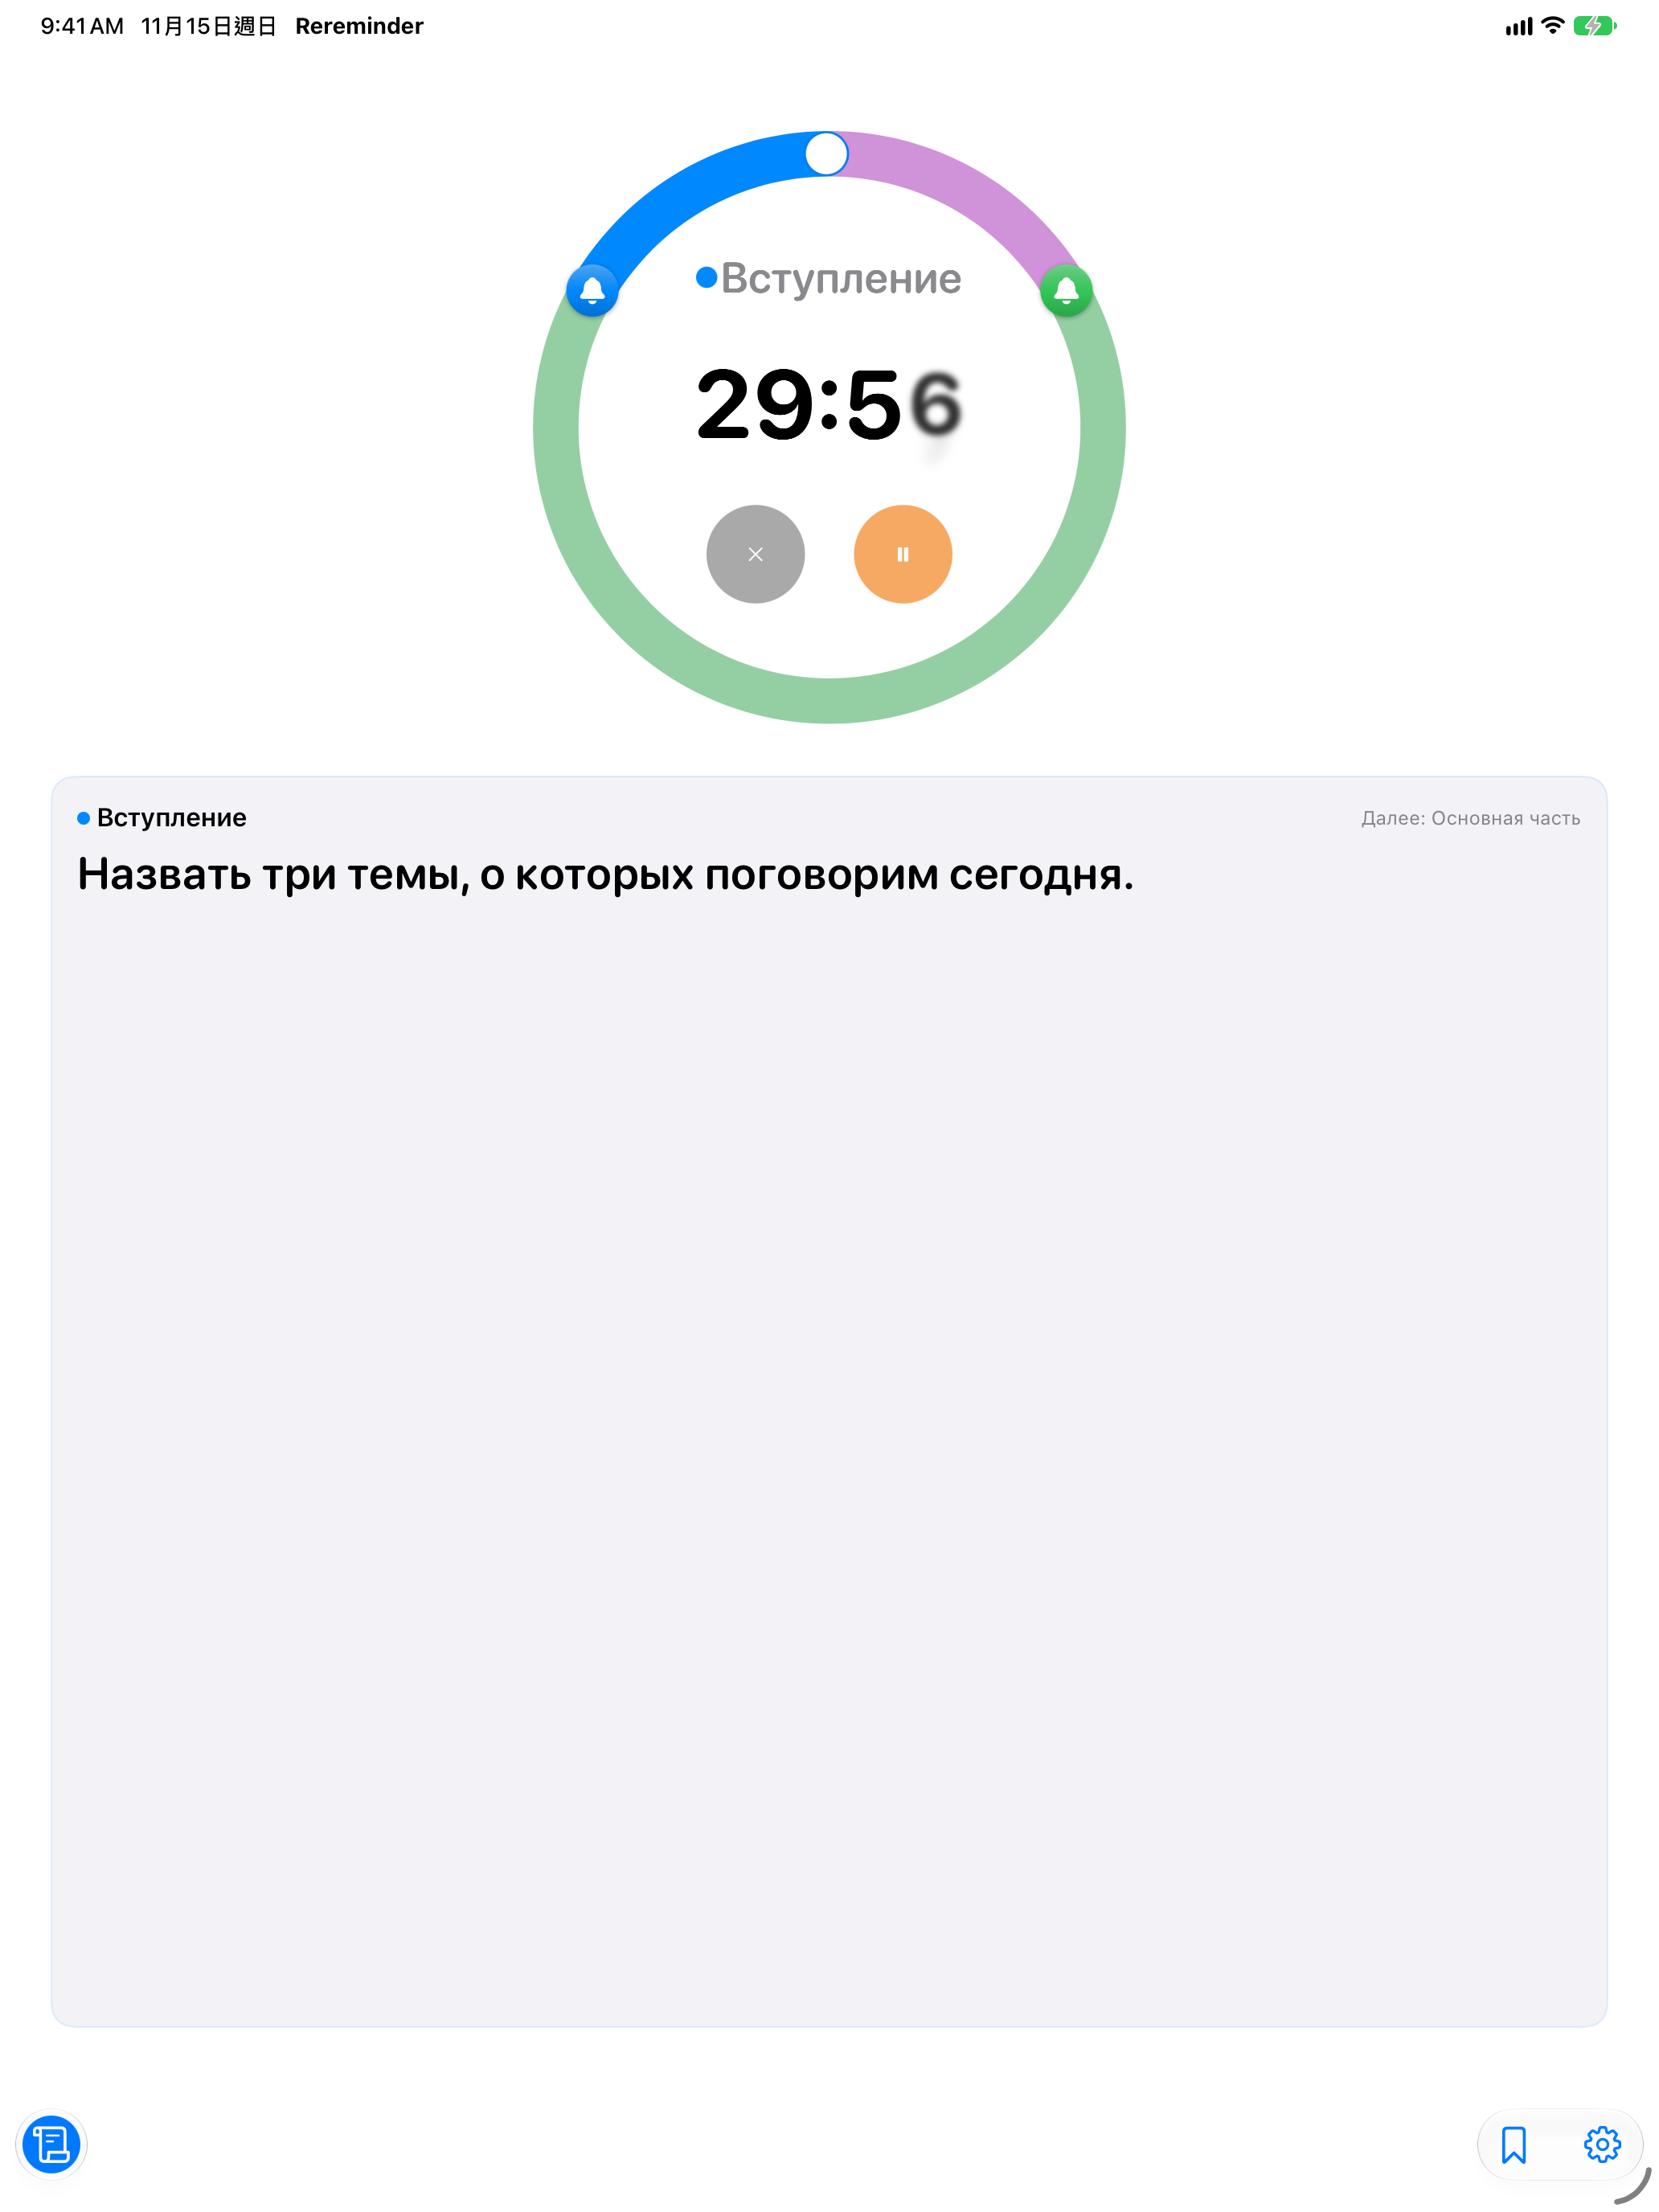 9:41 AM 11月15日週日 Rereminder
Вступление
29:56
Вступление
Далее: Основная часть
Назвать три темы, о которых поговорим сегодня.